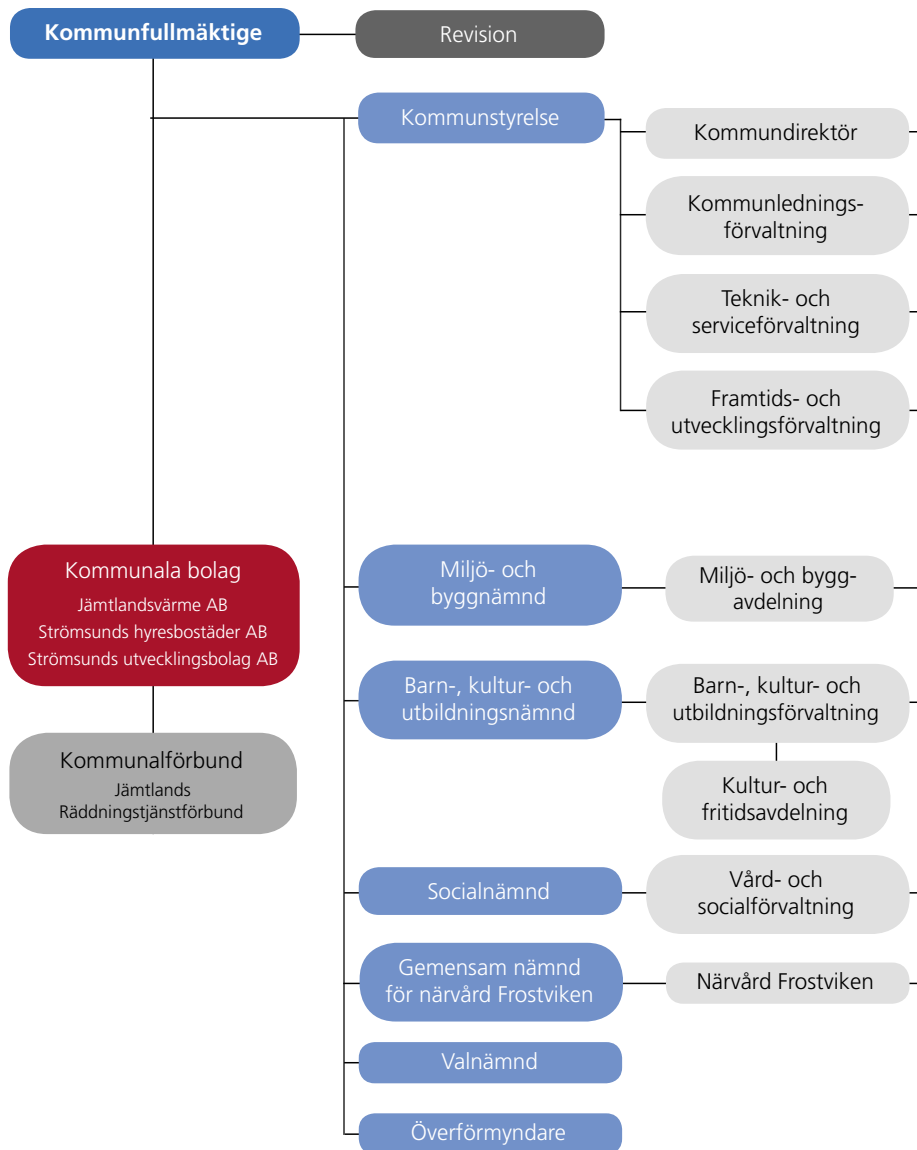 Kommunfullmäktige
Revision
Kommunstyrelse
Kommundirektör
Kommunlednings-
förvaltning
Teknik- och
serviceförvaltning
Framtids- och
utvecklingsförvaltning
Kommunala bolag
Jämtlandsvärme AB
Strömsunds hyresbostäder AB
Strömsunds utvecklingsbolag AB
Kommunalförbund
Jämtlands
Räddningstjänstförbund
Miljö- och
byggnämnd
Miljö- och bygg-
avdelning
Barn-, kultur- och
utbildningsnämnd
Barn-, kultur- och
utbildningsförvaltning
Kultur- och
fritidsavdelning
Socialnämnd
Vård- och
socialförvaltning
Gemensam nämnd
för närvård Frostviken
Närvård Frostviken
Valnämnd
Överförmyndare